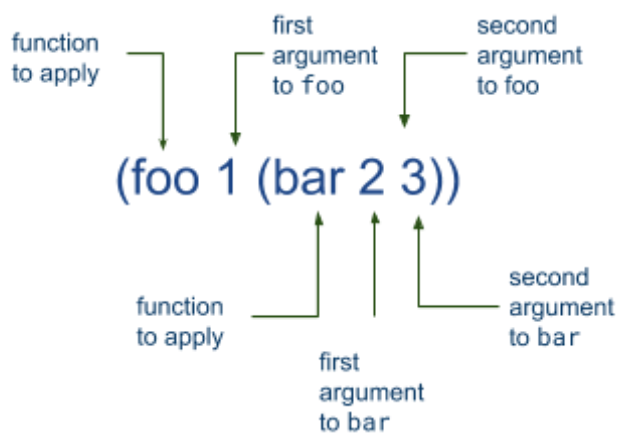 function
to apply
first
argument
to foo
second
argument
to foo
(foo 1 (bar 2 3))
function
to apply
first
argument
to bar
second
argument
to bar